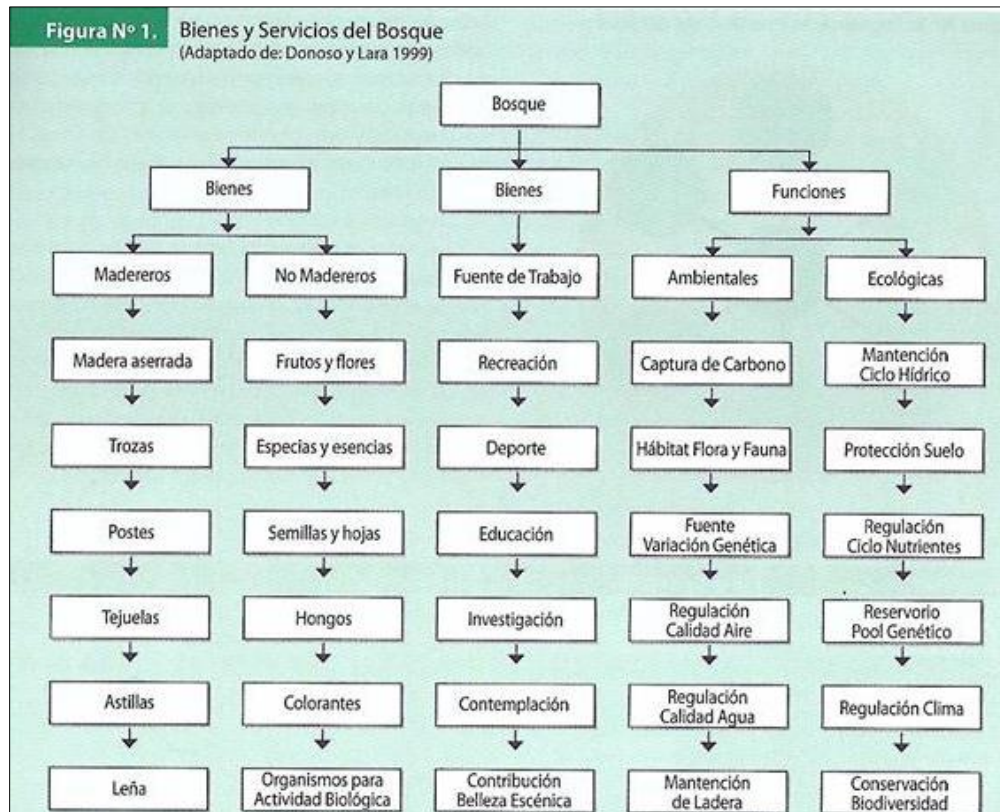 Figura Nº 1.
Bienes y Servicios del Bosque
(Adaptado de: Donoso y Lara 1999)
Bosque
Bienes
Bienes
Funciones
Madereros
No Madereros
Fuente de Trabajo
Ambientales
Ecológicas
Madera aserrada
Frutos y flores
Recreación
Captura de Carbono
Mantención
Ciclo Hídrico
Trozas
Especias y esencias
Deporte
Hábitat Flora y Fauna
Protección Suelo
Postes
Semillas y hojas
Educación
Fuente
Variación Genética
Regulación
Ciclo Nutrientes
Tejuelas
Hongos
Investigación
Regulación
Calidad Aire
Reservorio
Pool Genético
Astillas
Colorantes
Contemplación
Regulación
Calidad Agua
Regulación Clima
Leña
Organismos para
Actividad Biológica
Contribución
Belleza Escénica
Mantención
de Ladera
Conservación
Biodiversidad